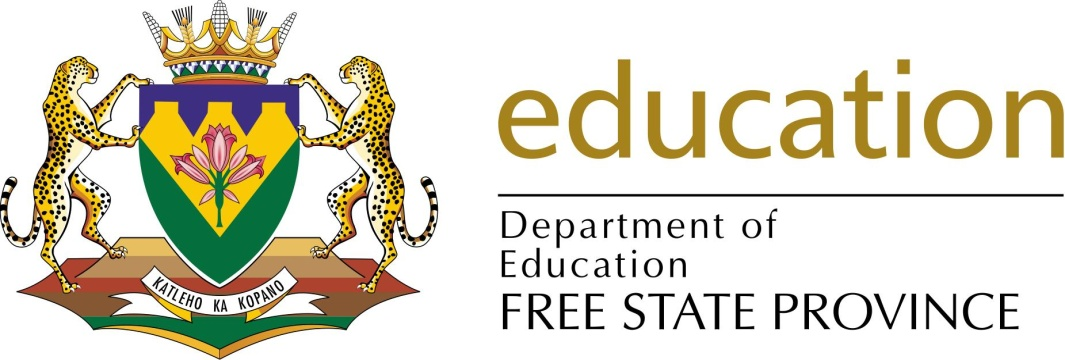 KATLEHO KA KOPANO
education
Department of
Education
FREE STATE PROVINCE